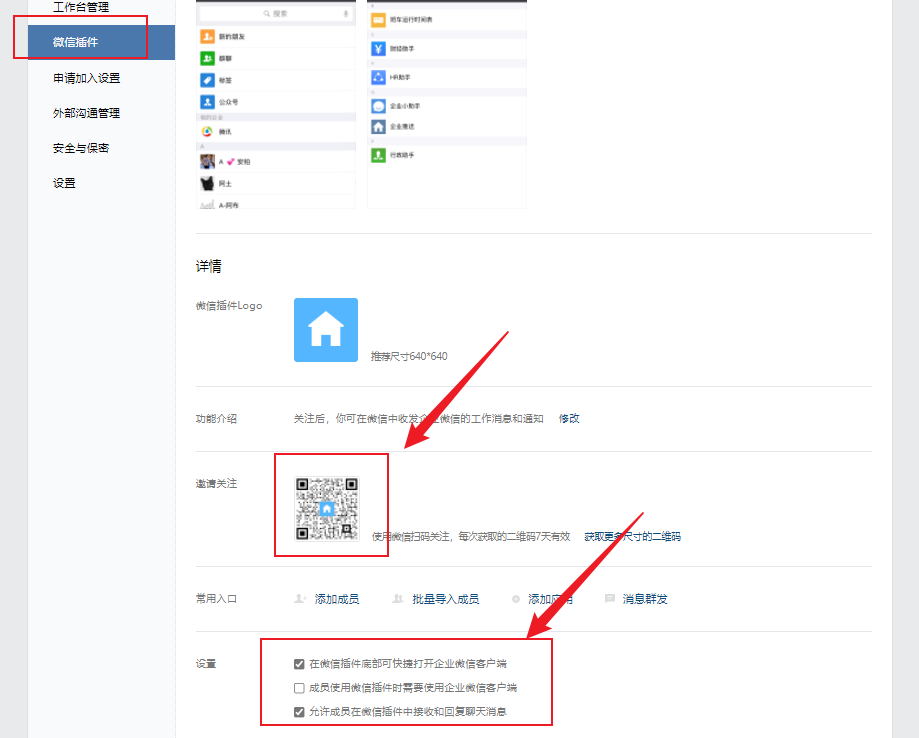 工作台管理
微信插件
申请加入设置
外部沟通管理
安全与保密
设置
搜索
新的朋友
群聊
标签
公众号
我的企业
腾讯
A
A 💕 安柏
阿土
A-阿布
班车运行时间表
财经助手
HR助手
企业小助手
企业推送
行政助手
详情
微信插件Logo
推荐尺寸640*640
功能介绍
关注后，你可在微信中收发企业微信的工作消息和通知 修改
邀请关注
使用微信扫码关注，每次获取的二维码7天有效 获取更多尺寸的二维码
常用入口 添加成员 批量导入成员 添加应用 消息群发
设置
在微信插件底部可快捷打开企业微信客户端
成员使用微信插件时需要使用企业微信客户端
允许成员在微信插件中接收和回复聊天消息